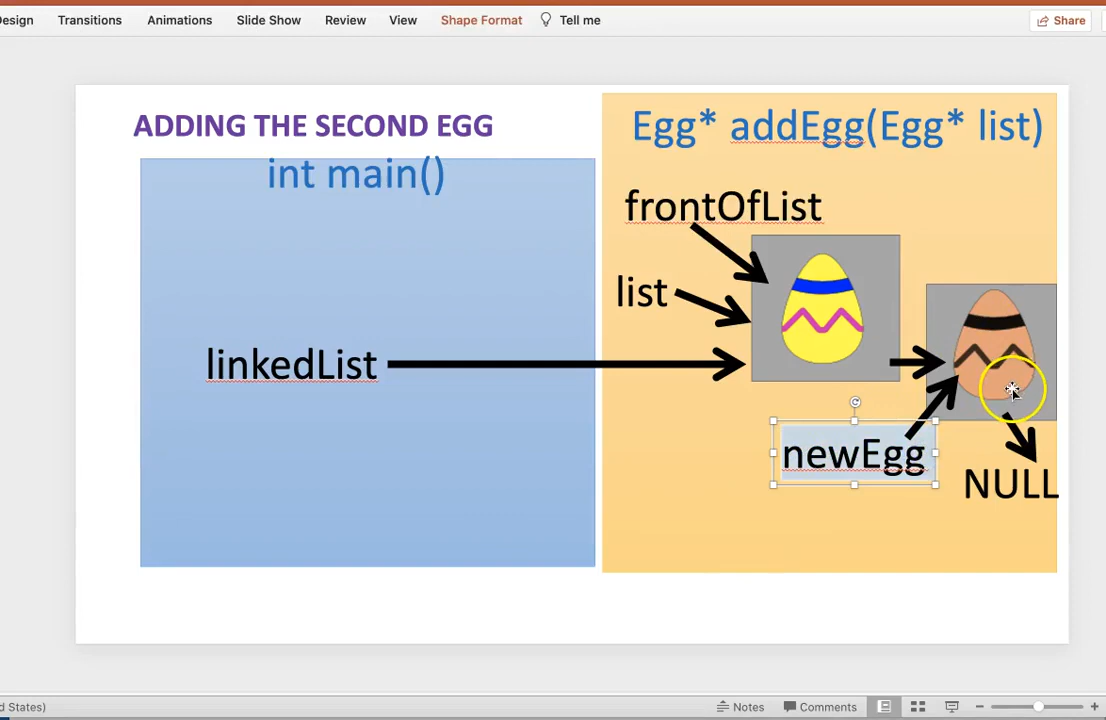 esign Transitions Animations Slide Show Review View Shape Format Tell me Share
ADDING THE SECOND EGG
int main()
linkedList
Egg* addEgg(Egg* list)
frontOfList
list
newEgg
NULL
d States) Notes Comments